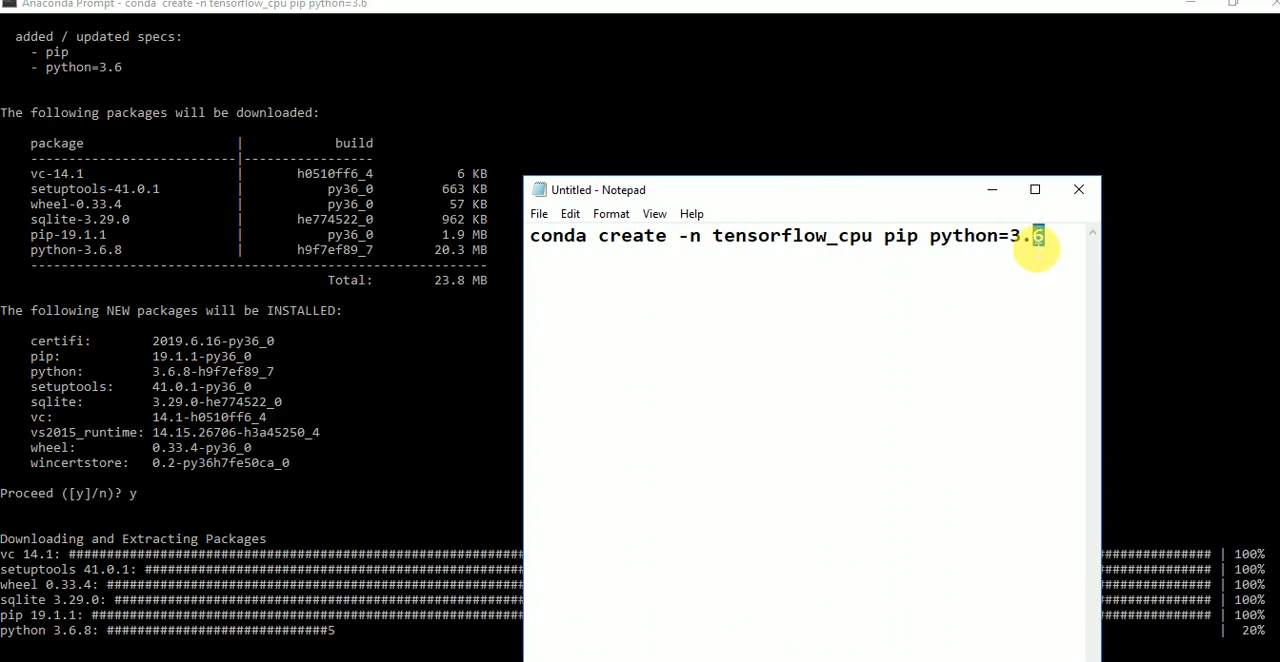 Anaconda Prompt - conda create -n tensorflow_cpu pip python=3.6
added / updated specs:
- pip
- python=3.6
The following packages will be downloaded:
package | build
---------------------------|-----------------
vc-14.1 | h0510ff6_4 6 KB
setuptools-41.0.1 | py36_0 663 KB
wheel-0.33.4 | py36_0 57 KB
sqlite-3.29.0 | he774522_0 962 KB
pip-19.1.1 | py36_0 1.9 MB
python-3.6.8 | h9f7ef89_7 20.3 MB
------------------------------------------------------------
Total: 23.8 MB
The following NEW packages will be INSTALLED:
certifi: 2019.6.16-py36_0
pip: 19.1.1-py36_0
python: 3.6.8-h9f7ef89_7
setuptools: 41.0.1-py36_0
sqlite: 3.29.0-he774522_0
vc: 14.1-h0510ff6_4
vs2015_runtime: 14.15.26706-h3a45250_4
wheel: 0.33.4-py36_0
wincertstore: 0.2-py36h7fe50ca_0
Proceed ([y]/n)? y
Downloading and Extracting Packages
vc 14.1: ############################################################ ############### | 100%
setuptools 41.0.1: ################################################## ############### | 100%
wheel 0.33.4: ####################################################### ############### | 100%
sqlite 3.29.0: ###################################################### ############### | 100%
pip 19.1.1: ######################################################### ############### | 100%
python 3.6.8: #############################5 | 20%
Untitled - Notepad
File Edit Format View Help
conda create -n tensorflow_cpu pip python=3.6